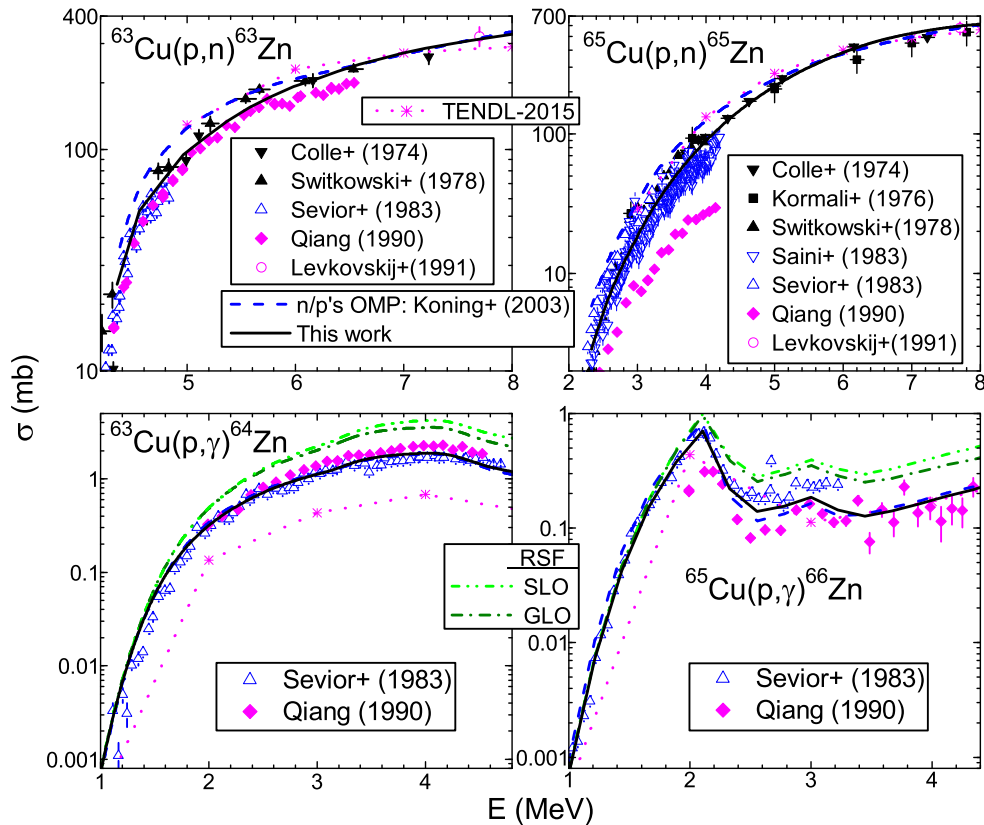 400
63Cu(p,n)63Zn
100
40
10
5
6
7
8
TENDL-2015
Colle+ (1974)
Switkowski+ (1978)
Sevior+ (1983)
Qiang (1990)
Levkovskij+(1991)
n/p's OMP: Koning+ (2003)
This work
700
65Cu(p,n)65Zn
100
10
2
3
4
5
6
7
8
Colle+ (1974)
Kormali+ (1976)
Switkowski+(1978)
Saini+ (1983)
Sevior+ (1983)
Qiang (1990)
Levkovskij+(1991)
σ (mb)
63Cu(p,γ)64Zn
1
0.1
0.01
0.001
1
2
3
4
Sevior+ (1983)
Qiang (1990)
RSF
SLO
GLO
1
0.1
0.01
0.001
1
2
3
4
65Cu(p,γ)66Zn
Sevior+ (1983)
Qiang (1990)
E (MeV)